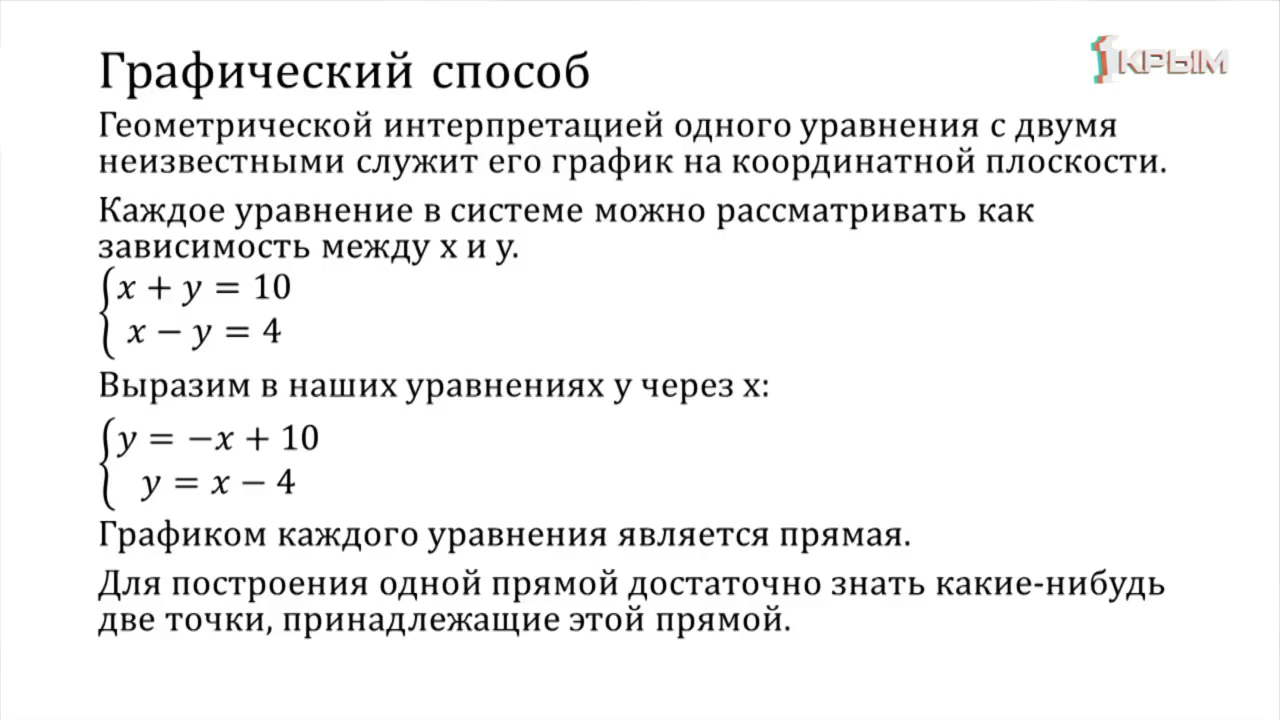 Графический способ
1КРЫМ
Геометрической интерпретацией одного уравнения с двумя
неизвестными служит его график на координатной плоскости.
Каждое уравнение в системе можно рассматривать как
зависимость между х и у.
x + y = 10
x − y = 4
Выразим в наших уравнениях у через х:
y = −x + 10
y = x − 4
Графиком каждого уравнения является прямая.
Для построения одной прямой достаточно знать какие-нибудь
две точки, принадлежащие этой прямой.